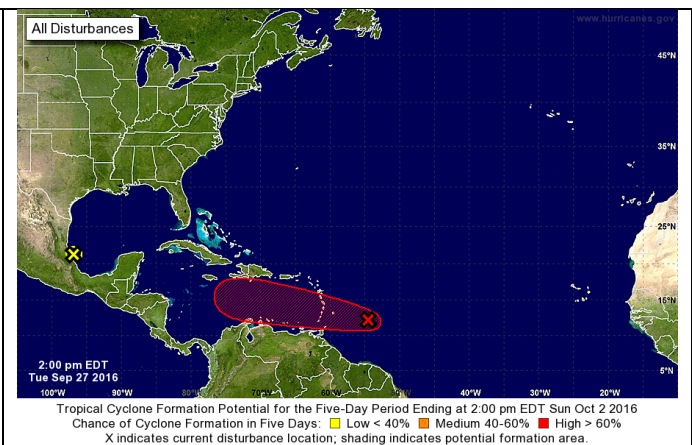 All Disturbances
www.hurricanes.gov
45°N
35°N
25°N
15°N
5°N
2:00 pm EDT
Tue Sep 27 2016
100°W 90°W 80°W 70°W 60°W 50°W 40°W 30°W 20°W
Tropical Cyclone Formation Potential for the Five-Day Period Ending at 2:00 pm EDT Sun Oct 2 2016
Chance of Cyclone Formation in Five Days: Low < 40% Medium 40-60% High > 60%
X indicates current disturbance location; shading indicates potential formation area.